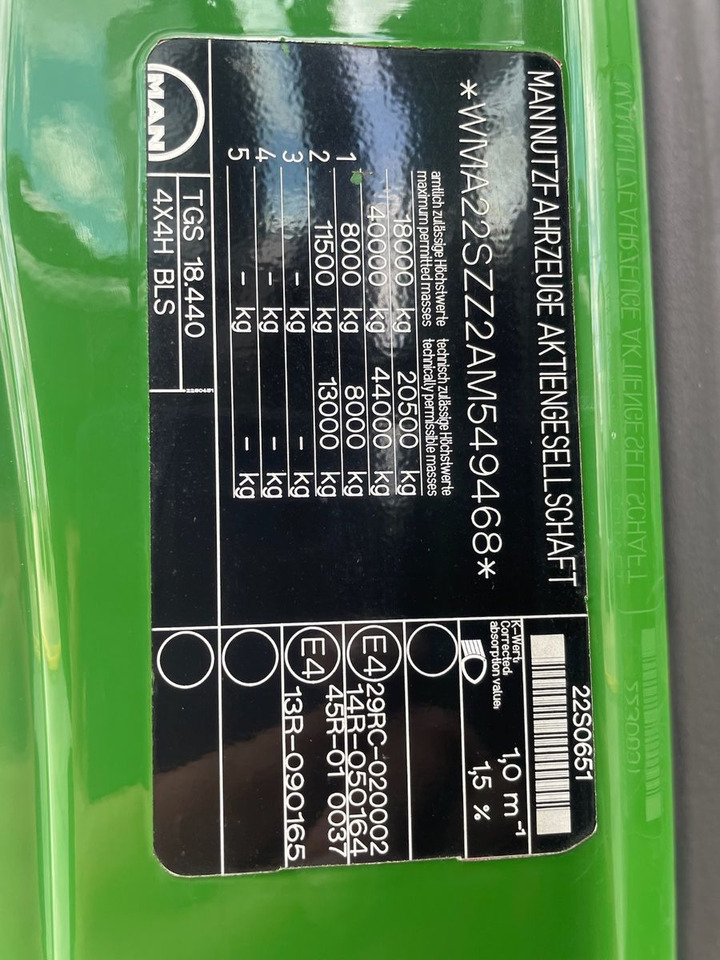 MAN NUTZFAHRZEUGE AKTIENGESELLSCHAFT
*WMA22SZZ2AM549468*
amtlich zulässige Höchstwerte technisch zulässige Höchstwerte
maximum permitted masses technically permissible masses
18000 kg 20500 kg
40000 kg 44000 kg
1 8000 kg 8000 kg
2 11500 kg 13000 kg
3 - kg - kg
4 - kg - kg
5 - kg - kg
MAN
TGS 18.440
4X4H BLS
22S0651
22S0651
K-Wert:
Corrected
absorption value:
1,0 m-1
1,5 %
E4 29RC-020002
14R-050164
E4 45R-01 0037
13R-090165